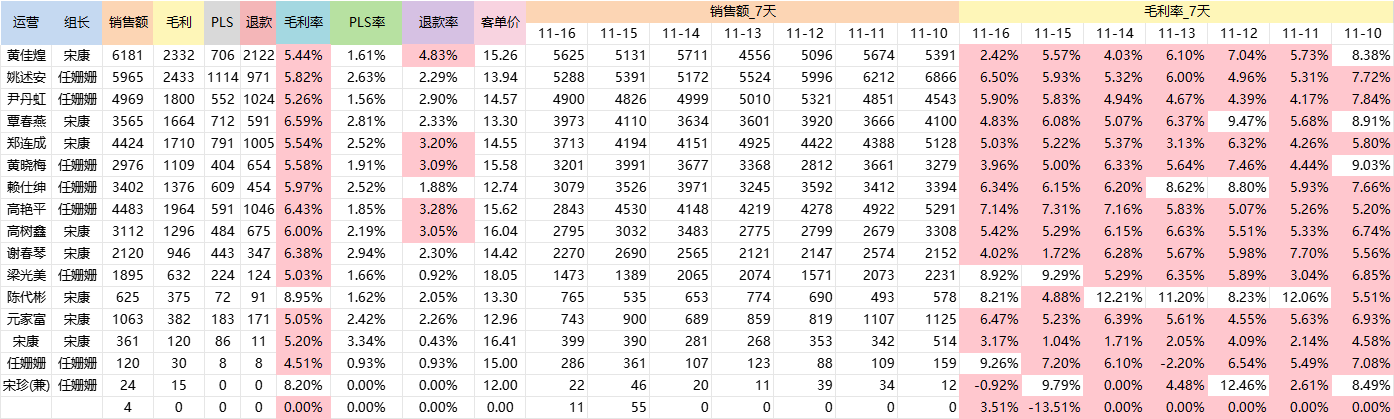 运营 组长 销售额 毛利 PLS 退款 毛利率 PLS率 退款率 客单价 销售额_7天 毛利率_7天
11-16 11-15 11-14 11-13 11-12 11-11 11-10 11-16 11-15 11-14 11-13 11-12 11-11 11-10
黄佳煌 宋康 6181 2332 706 2122 5.44% 1.61% 4.83% 15.26 5625 5131 5711 4556 5096 5674 5391 2.42% 5.57% 4.03% 6.10% 7.04% 5.73% 8.38%
姚述安 任姗姗 5965 2433 1114 971 5.82% 2.63% 2.29% 13.94 5288 5391 5172 5524 5996 6212 6866 6.50% 5.93% 5.32% 6.00% 4.96% 5.31% 7.72%
尹丹虹 任姗姗 4969 1800 552 1024 5.26% 1.56% 2.90% 14.57 4900 4826 4999 5010 5321 4851 4543 5.90% 5.83% 4.94% 4.67% 4.39% 4.17% 7.84%
覃春燕 宋康 3565 1664 712 591 6.59% 2.81% 2.33% 13.30 3973 4110 3634 3601 3920 3666 4100 4.83% 6.08% 5.07% 6.37% 9.47% 5.68% 8.91%
郑连成 宋康 4424 1710 791 1005 5.54% 2.52% 3.20% 14.55 3713 4194 4151 4925 4422 4388 5128 5.03% 5.22% 5.37% 3.13% 6.32% 4.26% 5.80%
黄晓梅 任姗姗 2976 1109 404 654 5.58% 1.91% 3.09% 15.58 3201 3991 3677 3368 2812 3661 3279 3.96% 5.00% 6.33% 5.64% 7.46% 4.44% 9.03%
赖仕绅 任姗姗 3402 1376 609 454 5.97% 2.52% 1.88% 12.74 3079 3526 3971 3245 3592 3412 3394 6.34% 6.15% 6.20% 8.62% 8.80% 5.93% 7.66%
高艳平 任姗姗 4483 1964 591 1046 6.43% 1.85% 3.28% 15.62 2843 4530 4148 4219 4278 4922 5291 7.14% 7.31% 7.16% 5.83% 5.07% 5.26% 5.20%
高树鑫 宋康 3112 1296 484 675 6.00% 2.19% 3.05% 16.04 2795 3032 3483 2775 2799 2679 3308 5.42% 5.29% 6.15% 6.63% 5.51% 5.33% 6.74%
谢春琴 宋康 2120 946 443 347 6.38% 2.94% 2.30% 14.42 2270 2690 2565 2121 2147 2574 2152 4.02% 1.72% 6.28% 5.67% 5.98% 7.70% 5.56%
梁光美 任姗姗 1895 632 224 124 5.03% 1.66% 0.92% 18.05 1473 1389 2065 2074 1571 2073 2231 8.92% 9.29% 5.29% 6.35% 5.89% 3.04% 6.85%
陈代彬 宋康 625 375 72 91 8.95% 1.62% 2.05% 13.30 765 535 653 774 690 493 578 8.21% 4.88% 12.21% 11.20% 8.23% 12.06% 5.51%
元家富 宋康 1063 382 183 171 5.05% 2.42% 2.26% 12.96 743 900 689 859 819 1107 1125 6.47% 5.23% 6.39% 5.61% 4.55% 5.63% 6.93%
宋康 宋康 361 120 86 11 5.20% 3.34% 0.43% 16.41 399 390 281 268 353 342 514 3.17% 1.04% 1.71% 2.05% 4.09% 2.14% 4.58%
任姗姗 任姗姗 120 30 8 8 4.51% 0.93% 0.93% 15.00 286 361 107 123 88 109 159 9.26% 7.20% 6.10% -2.20% 6.54% 5.49% 7.08%
宋珍(兼) 任姗姗 24 15 0 0 8.20% 0.00% 0.00% 12.00 22 46 20 11 39 34 12 -0.92% 9.79% 0.00% 4.48% 12.46% 2.61% 8.49%
4 0 0 0 0.00% 0.00% 0.00% 0.00 11 55 0 0 0 0 0 3.51% -13.51% 0.00% 0.00% 0.00% 0.00% 0.00%